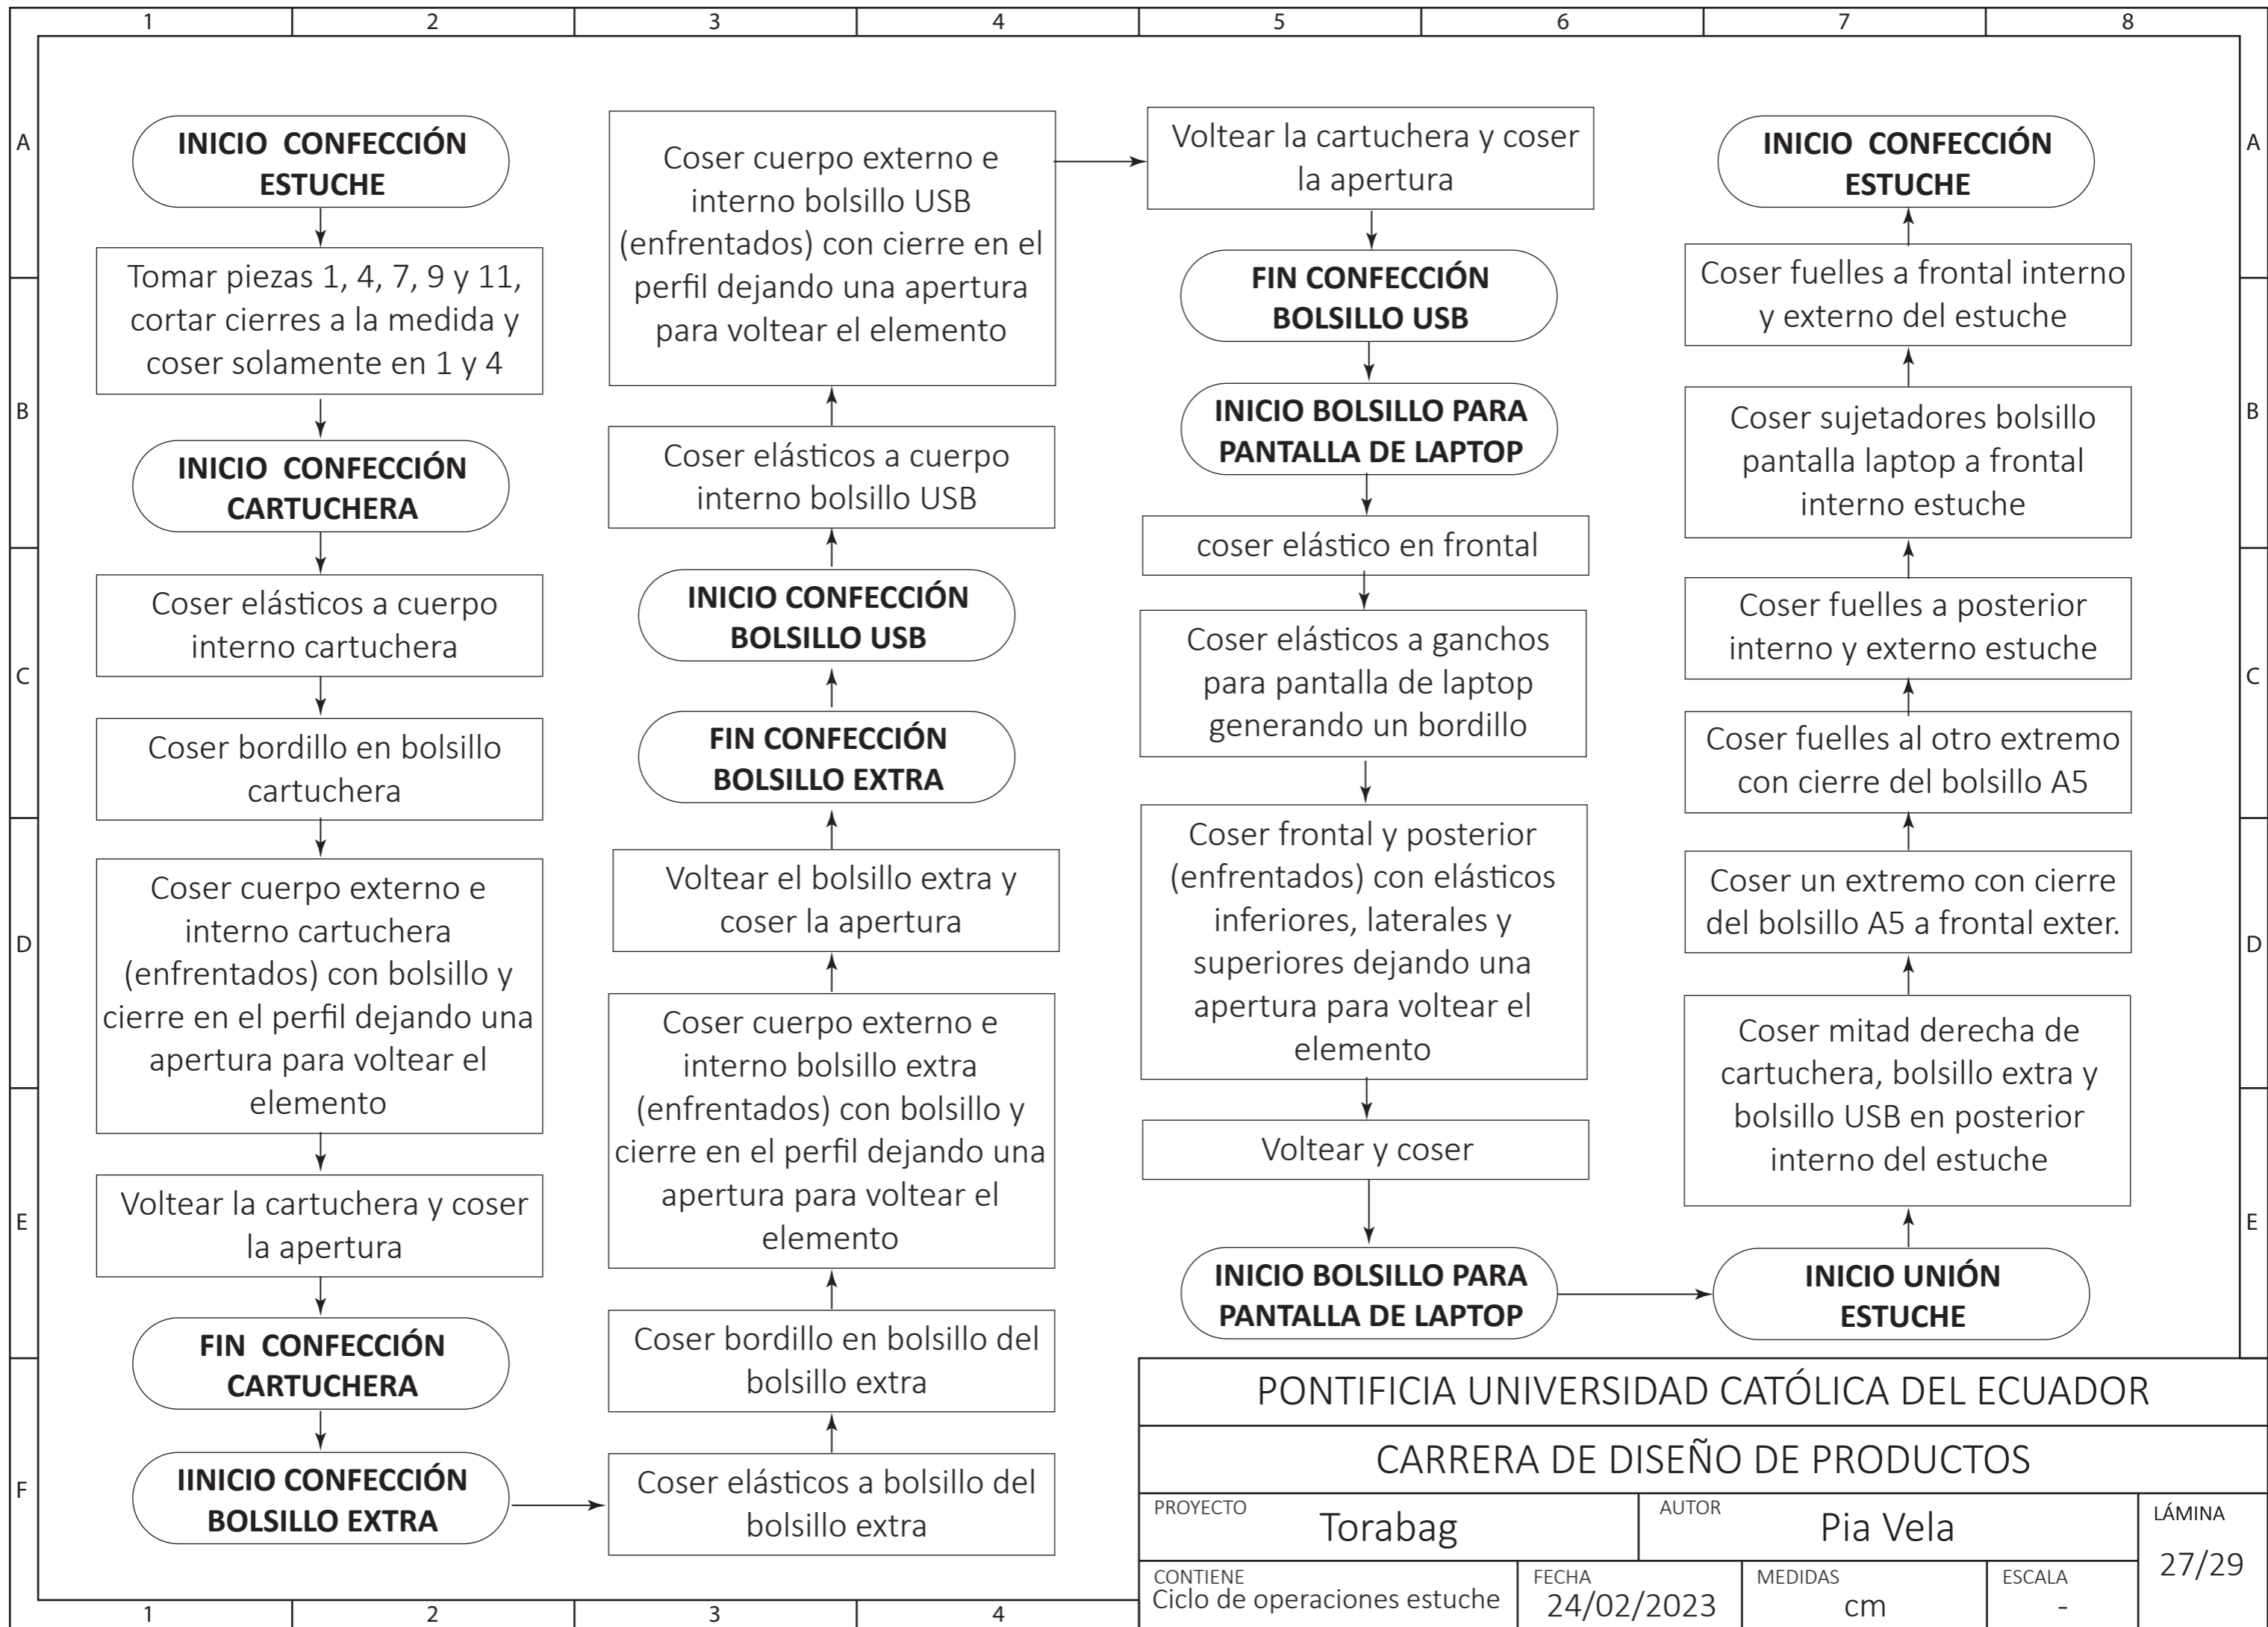 1 2 3 4 5 6 7 8
A
B
C
D
E
F
INICIO CONFECCIÓN
ESTUCHE
Tomar piezas 1, 4, 7, 9 y 11,
cortar cierres a la medida y
coser solamente en 1 y 4
INICIO CONFECCIÓN
CARTUCHERA
Coser elásticos a cuerpo
interno cartuchera
Coser bordillo en bolsillo
cartuchera
Coser cuerpo externo e
interno cartuchera
(enfrentados) con bolsillo y
cierre en el perfil dejando una
apertura para voltear el
elemento
Voltear la cartuchera y coser
la apertura
FIN CONFECCIÓN
CARTUCHERA
IINICIO CONFECCIÓN
BOLSILLO EXTRA
Coser elásticos a bolsillo del
bolsillo extra
Coser bordillo en bolsillo del
bolsillo extra
Coser cuerpo externo e
interno bolsillo extra
(enfrentados) con bolsillo y
cierre en el perfil dejando una
apertura para voltear el
elemento
Voltear el bolsillo extra y
coser la apertura
FIN CONFECCIÓN
BOLSILLO EXTRA
INICIO CONFECCIÓN
BOLSILLO USB
Coser elásticos a cuerpo
interno bolsillo USB
Coser cuerpo externo e
interno bolsillo USB
(enfrentados) con cierre en el
perfil dejando una apertura
para voltear el elemento
Voltear la cartuchera y coser
la apertura
FIN CONFECCIÓN
BOLSILLO USB
INICIO BOLSILLO PARA
PANTALLA DE LAPTOP
coser elástico en frontal
Coser elásticos a ganchos
para pantalla de laptop
generando un bordillo
Coser frontal y posterior
(enfrentados) con elásticos
inferiores, laterales y
superiores dejando una
apertura para voltear el
elemento
Voltear y coser
INICIO BOLSILLO PARA
PANTALLA DE LAPTOP
INICIO UNIÓN
ESTUCHE
Coser mitad derecha de
cartuchera, bolsillo extra y
bolsillo USB en posterior
interno del estuche
Coser un extremo con cierre
del bolsillo A5 a frontal exter.
Coser fuelles al otro extremo
con cierre del bolsillo A5
Coser fuelles a posterior
interno y externo estuche
Coser sujetadores bolsillo
pantalla laptop a frontal
interno estuche
Coser fuelles a frontal interno
y externo del estuche
INICIO CONFECCIÓN
ESTUCHE
A
B
C
D
E
PONTIFICIA UNIVERSIDAD CATÓLICA DEL ECUADOR
CARRERA DE DISEÑO DE PRODUCTOS
PROYECTO
Torabag
AUTOR
Pia Vela
LÁMINA
27/29
CONTIENE
Ciclo de operaciones estuche
FECHA
24/02/2023
MEDIDAS
cm
ESCALA
-
1 2 3 4